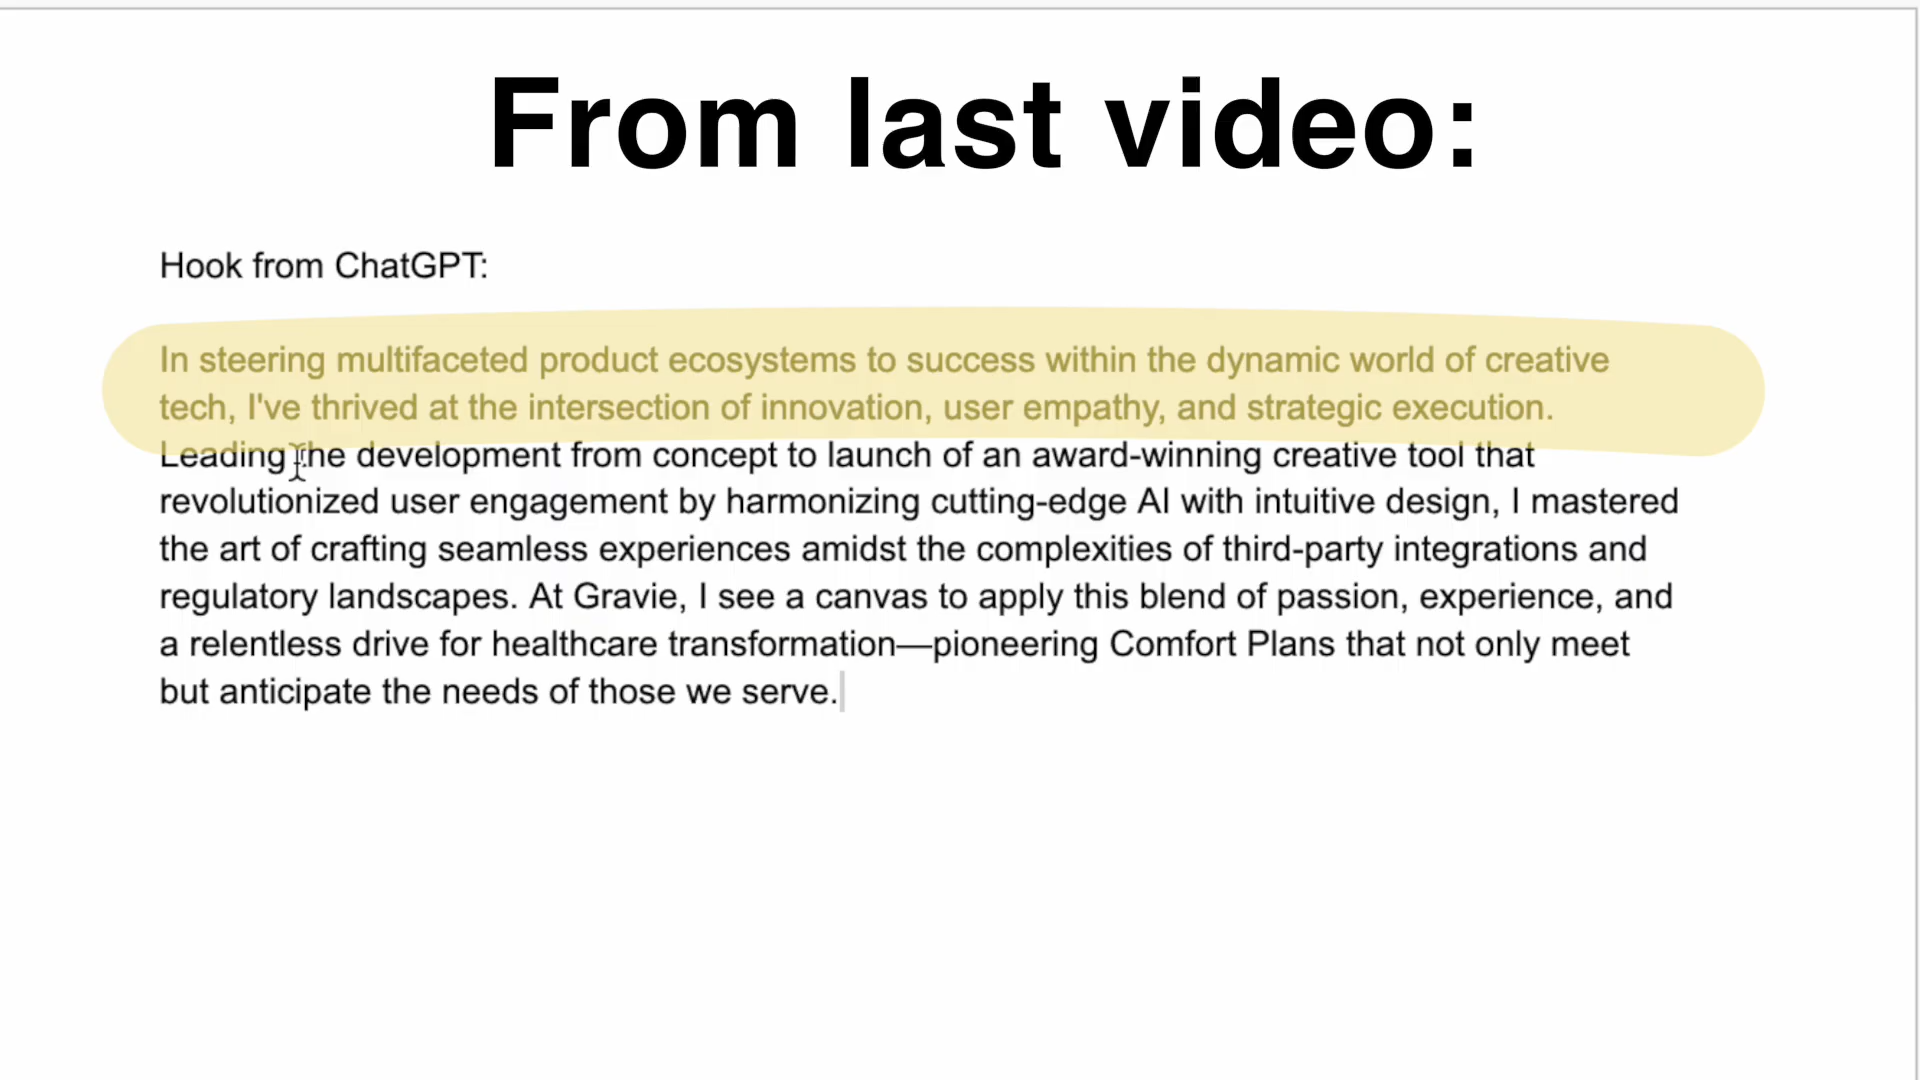 From last video:
Hook from ChatGPT:
In steering multifaceted product ecosystems to success within the dynamic world of creative
tech, I've thrived at the intersection of innovation, user empathy, and strategic execution.
Leading the development from concept to launch of an award-winning creative tool that
revolutionized user engagement by harmonizing cutting-edge AI with intuitive design, I mastered
the art of crafting seamless experiences amidst the complexities of third-party integrations and
regulatory landscapes. At Gravie, I see a canvas to apply this blend of passion, experience, and
a relentless drive for healthcare transformation—pioneering Comfort Plans that not only meet
but anticipate the needs of those we serve.